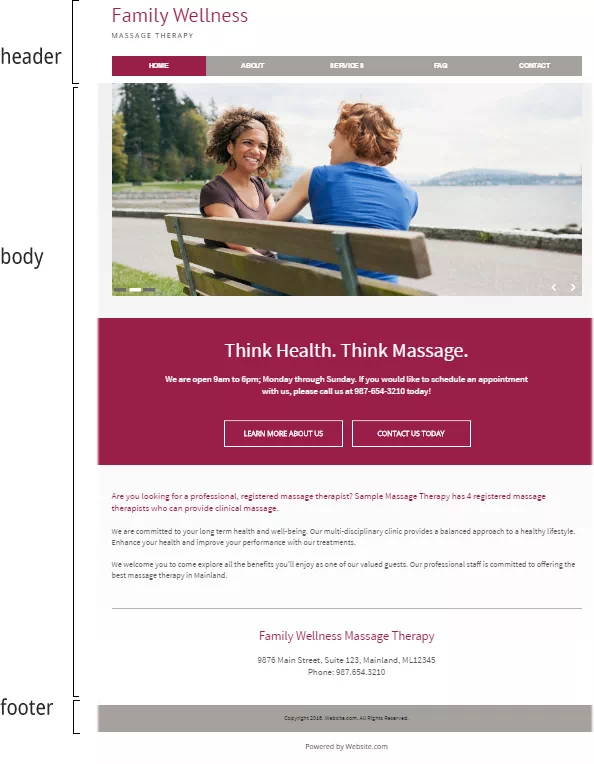 Family Wellness
MASSAGE THERAPY
header
HOME ABOUT SERVICES FAQ CONTACT
body
Think Health. Think Massage.
We are open 9am to 6pm; Monday through Sunday. If you would like to schedule an appointment
with us, please call us at 987-654-3210 today!
LEARN MORE ABOUT US CONTACT US TODAY
Are you looking for a professional, registered massage therapist? Sample Massage Therapy has 4 registered massage
therapists who can provide clinical massage.
We are committed to your long term health and well-being. Our multi-disciplinary clinic provides a balanced approach to a healthy lifestyle.
Enhance your health and improve your performance with our treatments.
We welcome you to come explore all the benefits you'll enjoy as one of our valued guests. Our professional staff is committed to offering the
best massage therapy in Mainland.
Family Wellness Massage Therapy
9876 Main Street, Suite 123, Mainland, ML12345
Phone: 987.654.3210
footer
Copyright 2016. Website.com. All Rights Reserved.
Powered by Website.com